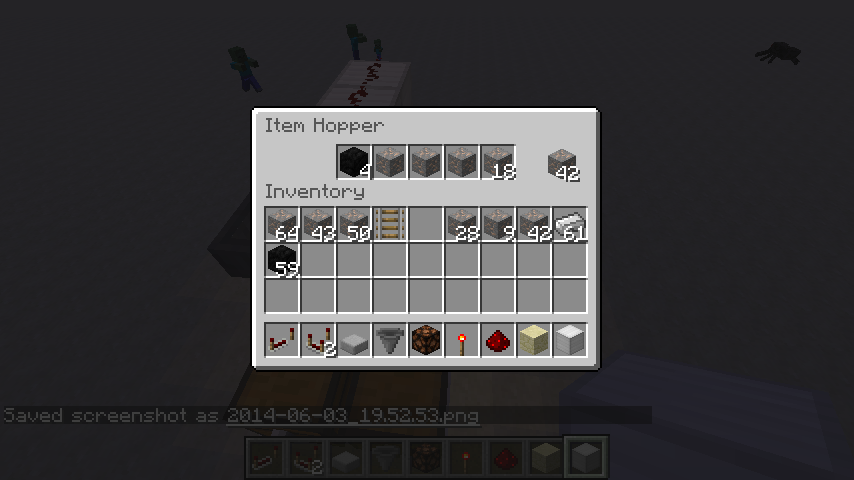 Item Hopper
4 18 42
Inventory
64 43 50 28 9 42 61
59
2
Saved screenshot as 2014-06-03_19.52.53.png
2